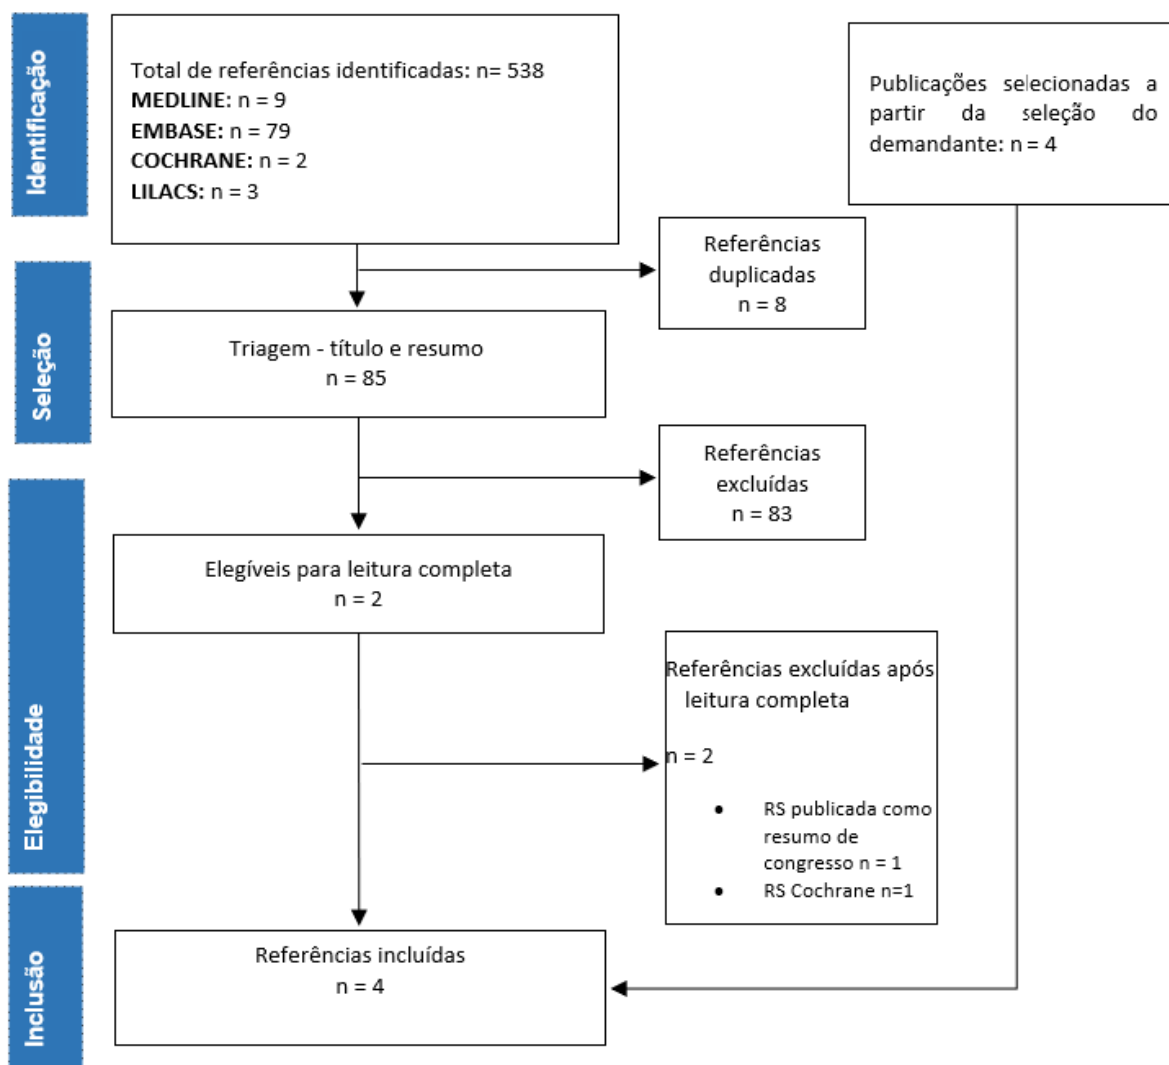 Identificação
Total de referências identificadas: n= 538
MEDLINE: n = 9
EMBASE: n = 79
COCHRANE: n = 2
LILACS: n = 3
Publicações selecionadas a
partir da seleção do
demandante: n = 4
Referências
duplicadas
n = 8
Seleção
Triagem - título e resumo
n = 85
Referências
excluídas
n = 83
Elegibilidade
Elegíveis para leitura completa
n = 2
Referências excluídas após
leitura completa
n = 2
• RS publicada como
resumo de
congresso n = 1
• RS Cochrane n=1
Inclusão
Referências incluídas
n = 4